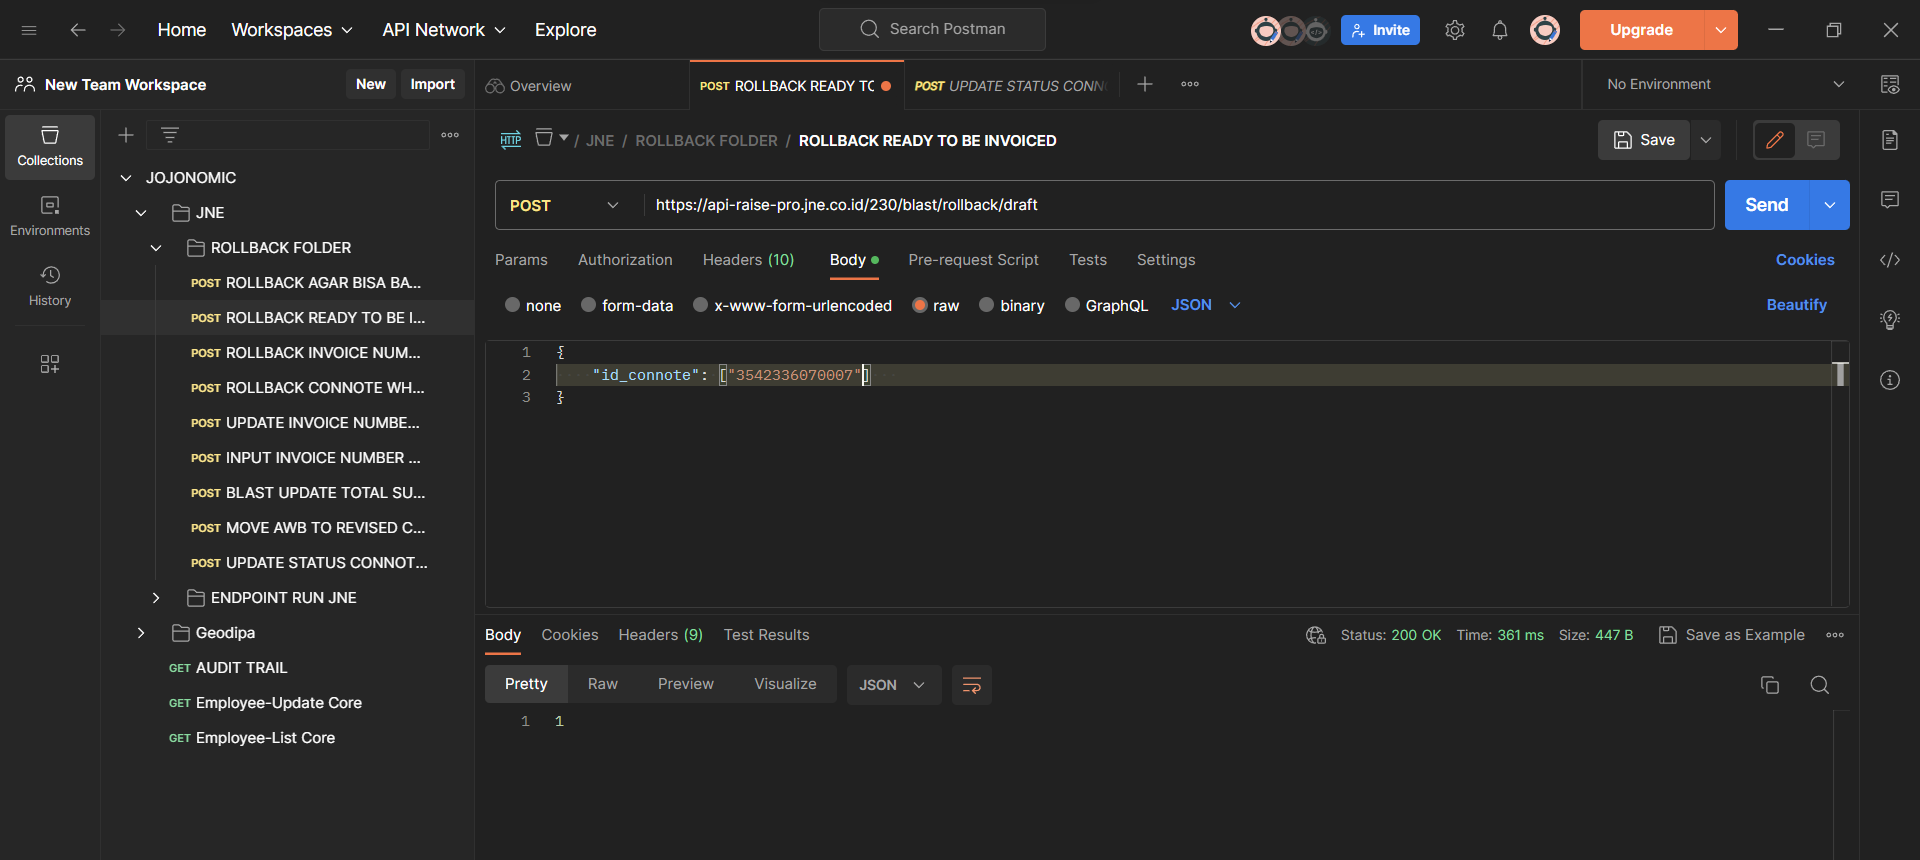 Home Workspaces API Network Explore Search Postman Invite Upgrade
New Team Workspace New Import Overview POST ROLLBACK READY TO POST UPDATE STATUS CONN No Environment
Collections
Environments
History
JOJONOMIC
JNE
ROLLBACK FOLDER
POST ROLLBACK AGAR BISA BA...
POST ROLLBACK READY TO BE I...
POST ROLLBACK INVOICE NUM...
POST ROLLBACK CONNOTE WH...
POST UPDATE INVOICE NUMBE...
POST INPUT INVOICE NUMBER ...
POST BLAST UPDATE TOTAL SU...
POST MOVE AWB TO REVISED C...
POST UPDATE STATUS CONNOT...
ENDPOINT RUN JNE
Geodipa
GET AUDIT TRAIL
GET Employee-Update Core
GET Employee-List Core
HTTP / JNE / ROLLBACK FOLDER / ROLLBACK READY TO BE INVOICED Save
POST https://api-raise-pro.jne.co.id/230/blast/rollback/draft Send
Params Authorization Headers (10) Body Pre-request Script Tests Settings Cookies
none form-data x-www-form-urlencoded raw binary GraphQL JSON Beautify
1 {
2 "id_connote": ["3542336070007"]
3 }
Body Cookies Headers (9) Test Results Status: 200 OK Time: 361 ms Size: 447 B Save as Example
Pretty Raw Preview Visualize JSON
1 1